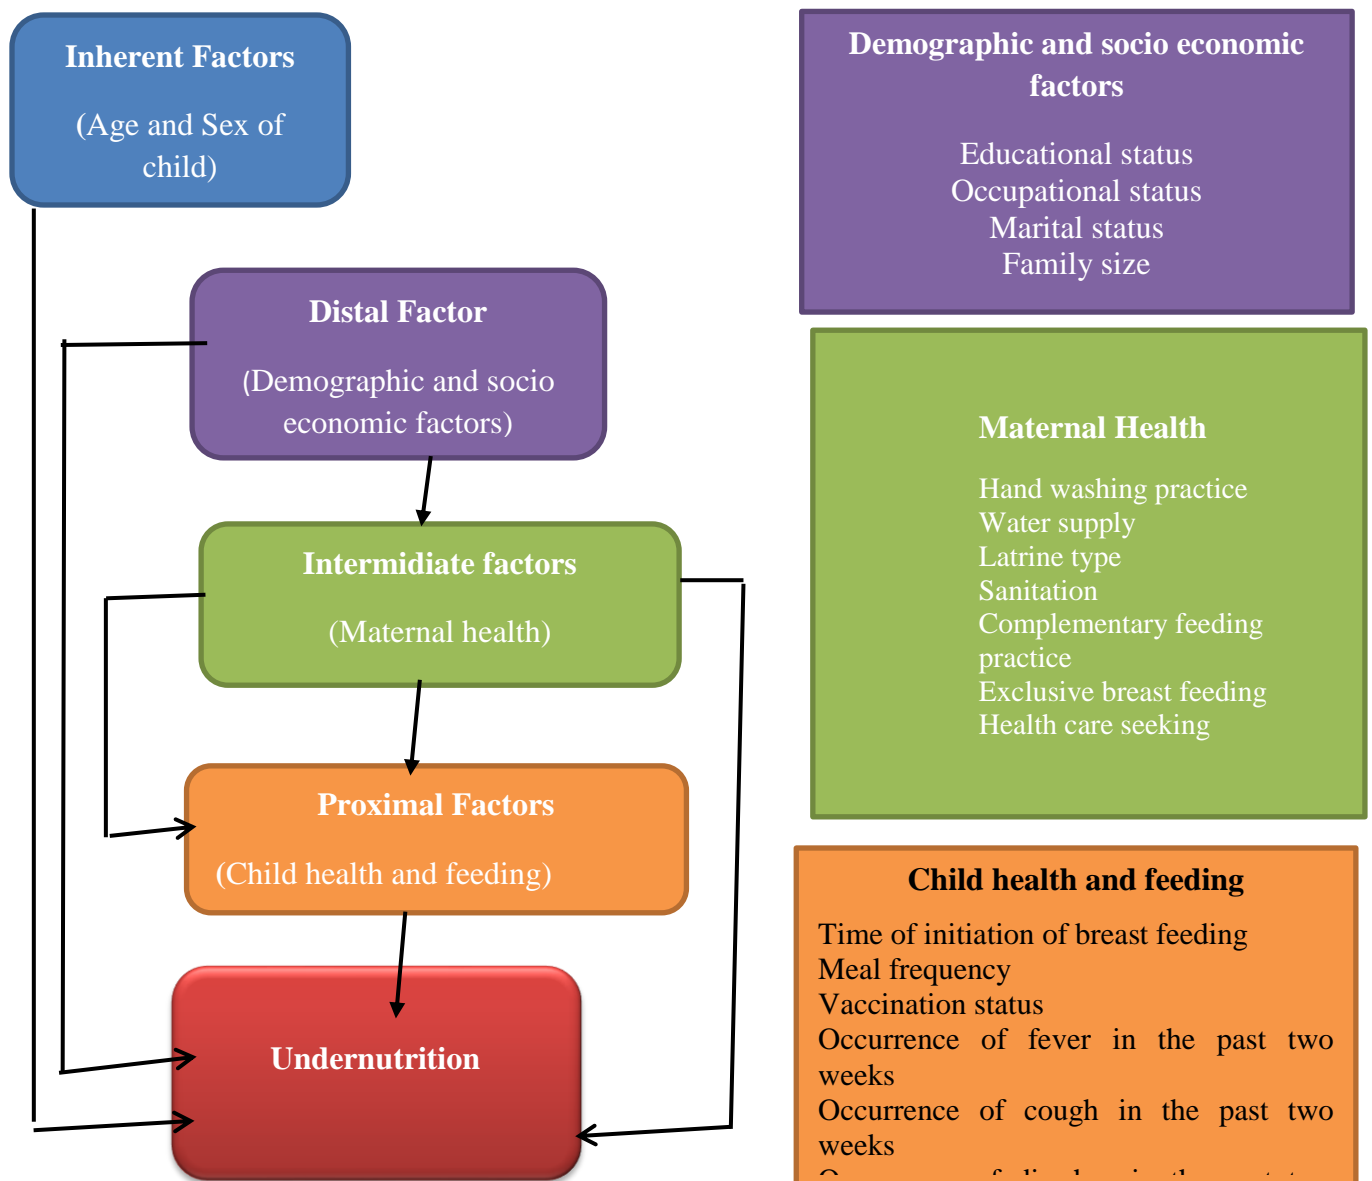 Inherent Factors
(Age and Sex of
child)
Distal Factor
(Demographic and socio
economic factors)
Intermidiate factors
(Maternal health)
Proximal Factors
(Child health and feeding)
Undernutrition
Demographic and socio economic
factors
Educational status
Occupational status
Marital status
Family size
Maternal Health
Hand washing practice
Water supply
Latrine type
Sanitation
Complementary feeding
practice
Exclusive breast feeding
Health care seeking
Child health and feeding
Time of initiation of breast feeding
Meal frequency
Vaccination status
Occurrence of fever in the past two
weeks
Occurrence of cough in the past two
weeks